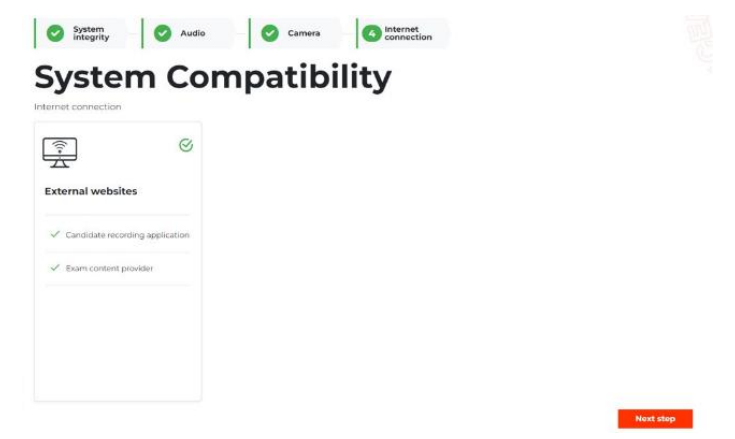 System
integrity
Audio
Camera
4
Internet
connection
System Compatibility
Internet connection
External websites
Candidate recording application
Exam content provider
Next step